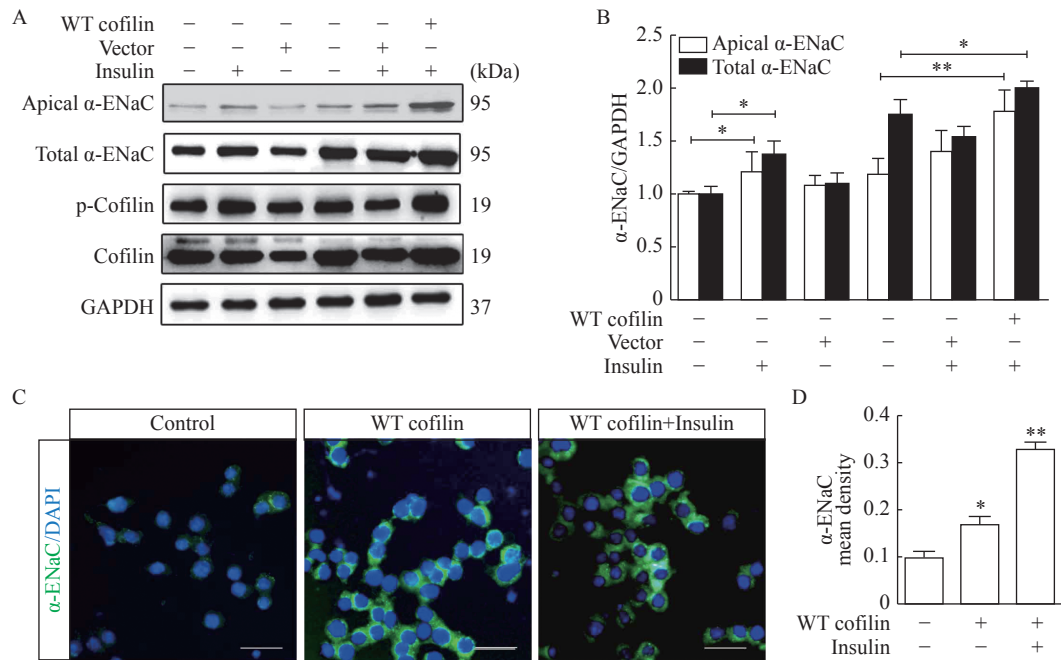 A
WT cofilin − − − − − +
Vector − − + − + −
Insulin − + − − + +
(kDa)
Apical α-ENaC 95
Total α-ENaC 95
p-Cofilin 19
Cofilin 19
GAPDH 37
B
α-ENaC/GAPDH
2.5
2.0
1.5
1.0
0.5
0
Apical α-ENaC
Total α-ENaC
* * ** *
WT cofilin − − − − − +
Vector − − + − + −
Insulin − + − − + +
C
Control WT cofilin WT cofilin+Insulin
α-ENaC/DAPI
D
α-ENaC
mean density
0.4
0.3
0.2
0.1
0
* **
WT cofilin − + +
Insulin − − +